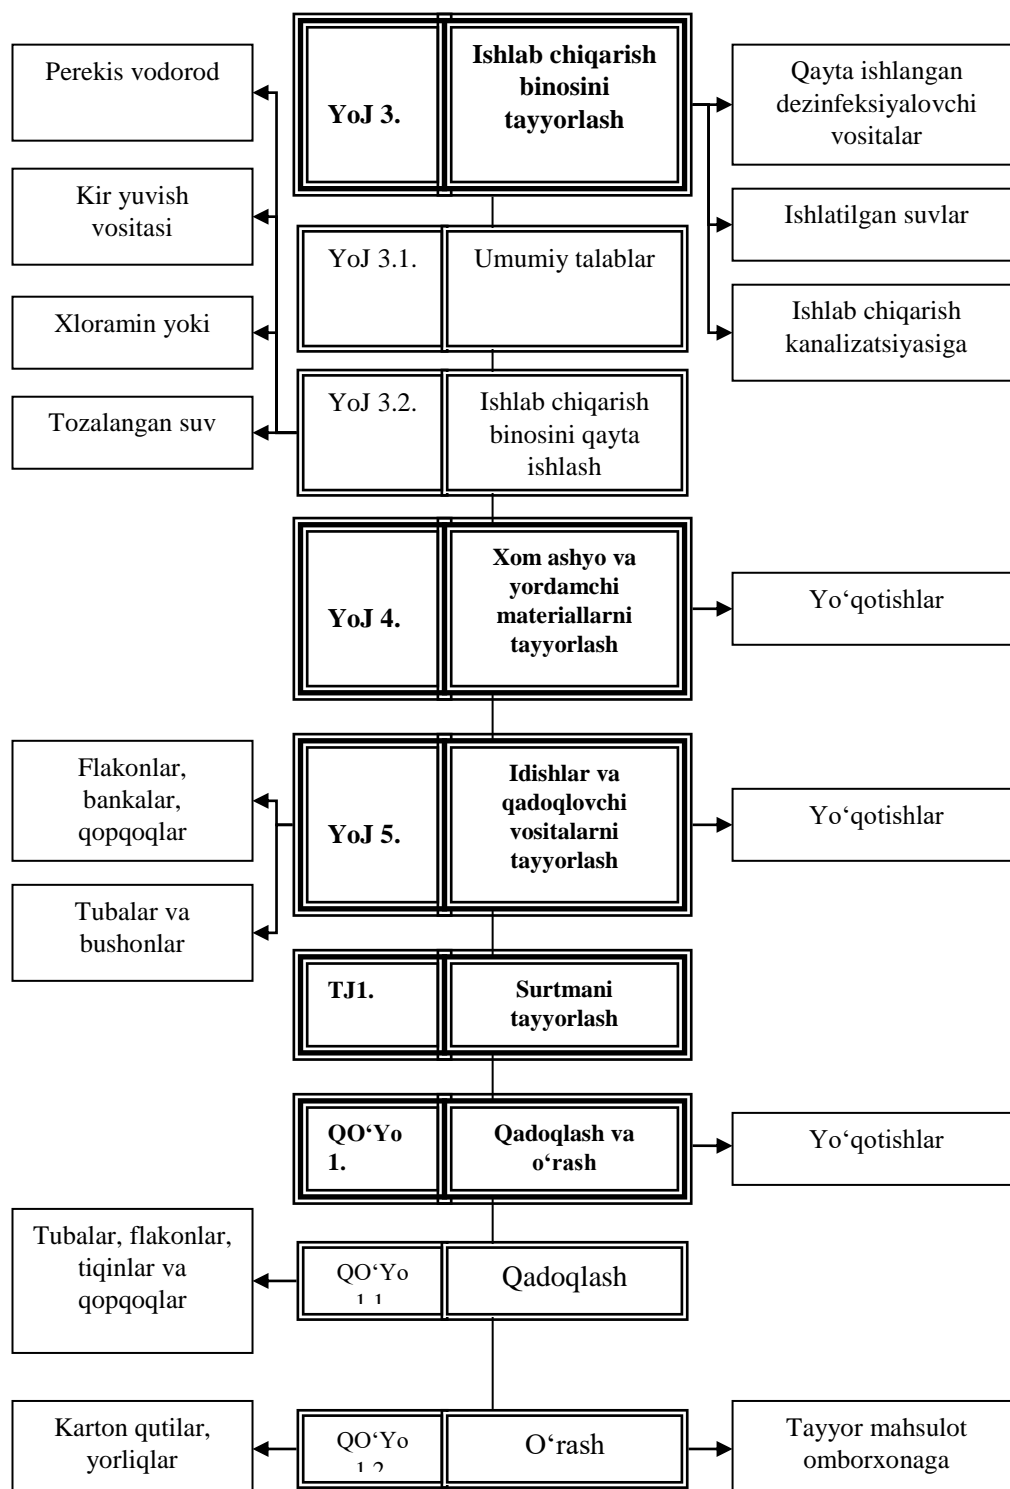 Perekis vodorod
YoJ 3.
Ishlab chiqarish
binosini
tayyorlash
Qayta ishlangan
dezinfeksiyalovchi
vositalar
Kir yuvish
vositasi
Ishlatilgan suvlar
YoJ 3.1.
Umumiy talablar
Xloramin yoki
Ishlab chiqarish
kanalizatsiyasiga
Tozalangan suv
YoJ 3.2.
Ishlab chiqarish
binosini qayta
ishlash
YoJ 4.
Xom ashyo va
yordamchi
materiallarni
tayyorlash
Yo‘qotishlar
Flakonlar,
bankalar,
qopqoqlar
YoJ 5.
Idishlar va
qadoqlovchi
vositalarni
tayyorlash
Yo‘qotishlar
Tubalar va
bushonlar
TJ1.
Surtmani
tayyorlash
QO‘Yo
1.
Qadoqlash va
o‘rash
Yo‘qotishlar
Tubalar, flakonlar,
tiqinlar va
qopqoqlar
QO‘Yo
1.1
Qadoqlash
Karton qutilar,
yorliqlar
QO‘Yo
1.2
O‘rash
Tayyor mahsulot
omborxonaga